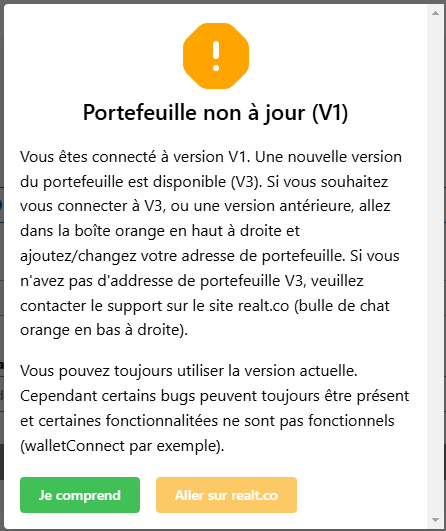 Portefeuille non à jour (V1)
Vous êtes connecté à version V1. Une nouvelle version
du portefeuille est disponible (V3). Si vous souhaitez
vous connecter à V3, ou une version antérieure, allez
dans la boîte orange en haut à droite et
ajoutez/changez votre adresse de portefeuille. Si vous
n'avez pas d'addresse de portefeuille V3, veuillez
contacter le support sur le site realt.co (bulle de chat
orange en bas à droite).
Vous pouvez toujours utiliser la version actuelle.
Cependant certains bugs peuvent toujours être présent
et certaines fonctionnalitées ne sont pas fonctionnels
(walletConnect par exemple).
Je comprend
Aller sur realt.co